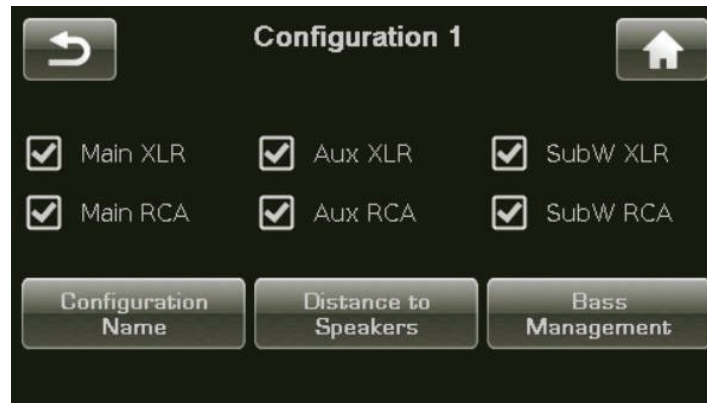 Configuration 1
Main XLR Aux XLR SubW XLR
Main RCA Aux RCA SubW RCA
Configuration Name
Distance to Speakers
Bass Management